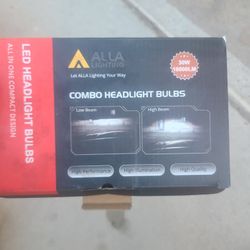 LED HEADLIGHT BULBS
ALL IN ONE COMPACT DESIGN
ALLA
LIGHTING
Let ALLA Lighting Your Way
30W
10000LM
COMBO HEADLIGHT BULBS
Low Beam
High Beam
High Performance
High Illumination
High Quality